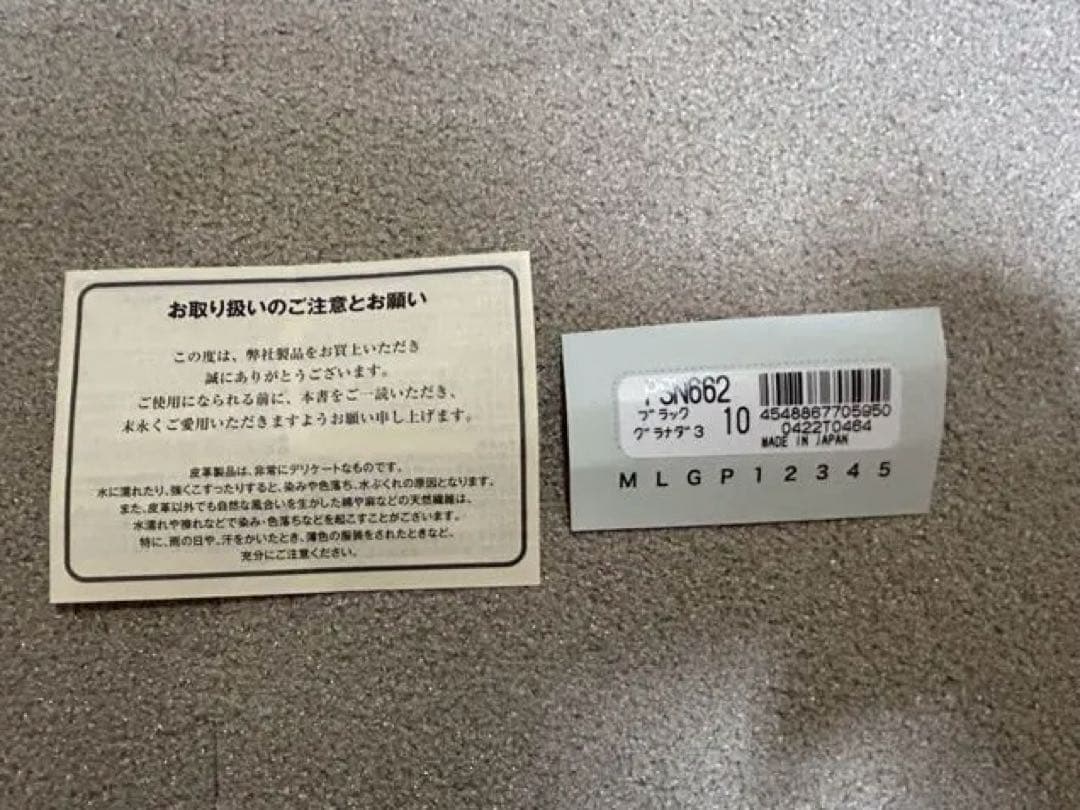 お取り扱いのご注意とお願い
この度は、弊社製品をお買上いただき
誠にありがとうございます。
ご使用になられる前に、本書をご一読いただき、
末永くご愛用いただきますようお願い申し上げます。
皮革製品は、非常にデリケートなものです。
水に濡れたり、強くこすったりすると、染みや色落ち、水ぶくれの原因となります。
また、皮革以外でも自然な風合いを生かした綿や麻などの天然繊維は、
水濡れや擦れなどで染み・色落ちなどを起こすことがございます。
特に、雨の日や、汗をかいたとき、薄色の服装をされたときなど、
充分にご注意ください。
PSN662
ブラック
グラナダ3
10
4548867705950
0422T0464
MADE IN JAPAN
M L G P 1 2 3 4 5